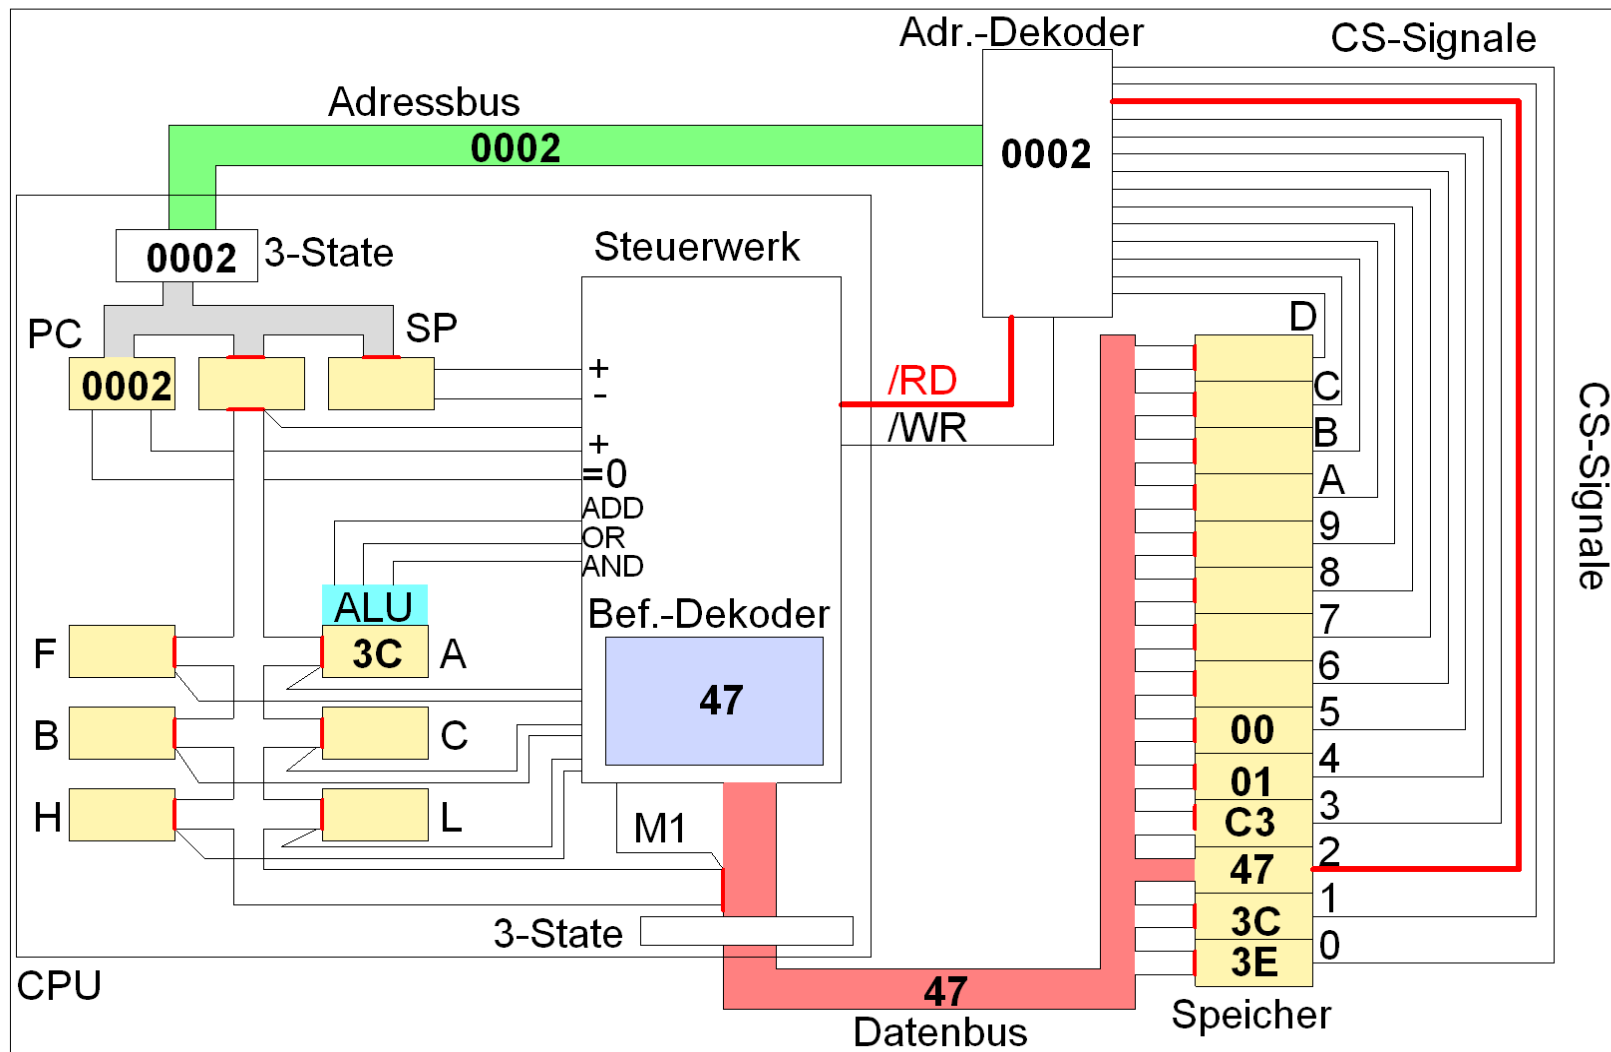 Adr.-Dekoder
CS-Signale
Adressbus
0002
0002
0002
3-State
Steuerwerk
PC
SP
0002
+
-
+
=0
ADD
OR
AND
/RD
/WR
ALU
Bef.-Dekoder
F
3C
A
47
B
C
H
L
M1
3-State
CPU
47
Datenbus
D
C
B
A
9
8
7
6
5
00
4
01
3
C3
2
47
1
3C
0
3E
Speicher
CS-Signale